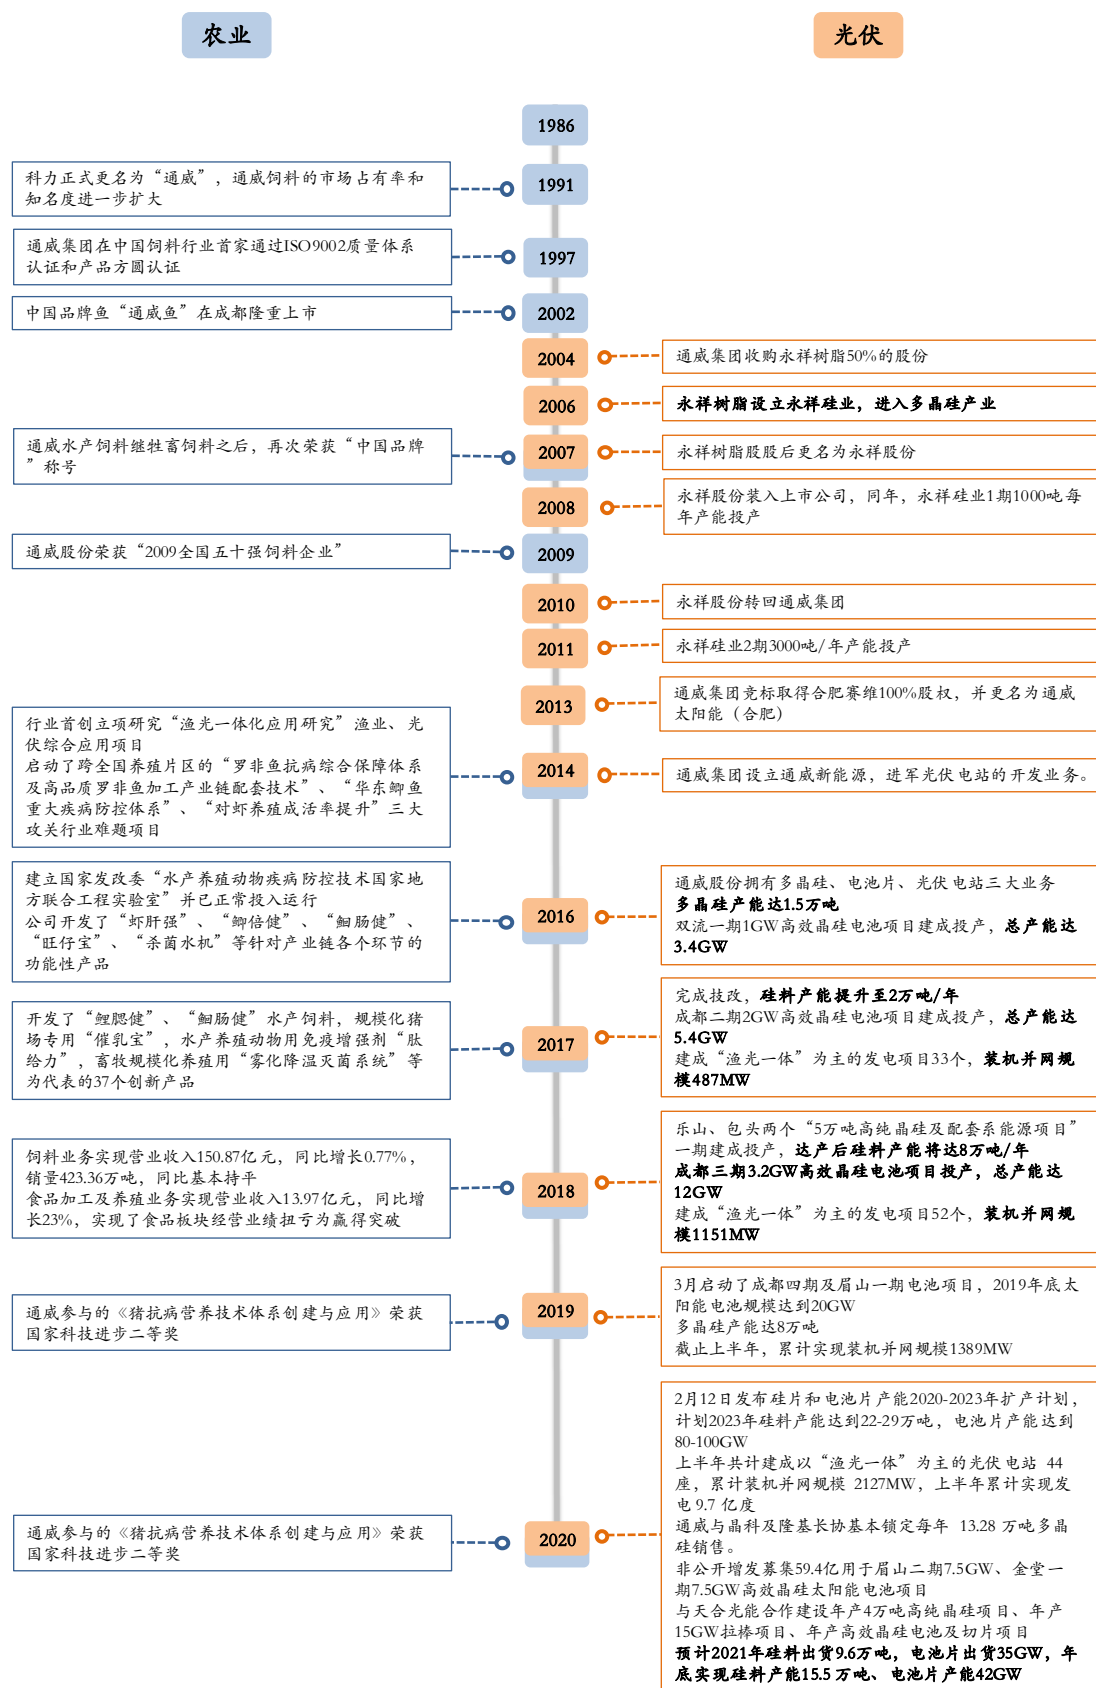 农业
光伏
1986
科力正式更名为“通威”，通威饲料的市场占有率和
知名度进一步扩大
1991
通威集团在中国饲料行业首家通过ISO9002质量体系
认证和产品方圆认证
1997
中国品牌鱼“通威鱼”在成都隆重上市
2002
2004
通威集团收购永祥树脂50%的股份
2006
永祥树脂设立永祥硅业，进入多晶硅产业
通威水产饲料继牲畜饲料之后，再次荣获“中国品牌
”称号
2007
永祥树脂股股后更名为永祥股份
2008
永祥股份装入上市公司，同年，永祥硅业1期1000吨每
年产能投产
通威股份荣获“2009全国五十强饲料企业”
2009
2010
永祥股份转回通威集团
2011
永祥硅业2期3000吨/年产能投产
2013
通威集团竞标取得合肥赛维100%股权，并更名为通威
太阳能（合肥）
行业首创立项研究“渔光一体化应用研究”渔业、光
伏综合应用项目
启动了跨全国养殖片区的“罗非鱼抗病综合保障体系
及高品质罗非鱼加工产业链配套技术”、“华东鲫鱼
重大疾病防控体系”、“对虾养殖成活率提升”三大
攻关行业难题项目
2014
通威集团设立通威新能源，进军光伏电站的开发业务。
建立国家发改委“水产养殖动物疾病防控技术国家地
方联合工程实验室”并已正常投入运行
公司开发了“虾肝强”、“鲫倍健”、“鮰肠健”、
“旺仔宝”、“杀菌水机”等针对产业链各个环节的
功能性产品
2016
通威股份拥有多晶硅、电池片、光伏电站三大业务
多晶硅产能达1.5万吨
双流一期1GW高效晶硅电池项目建成投产，总产能达
3.4GW
开发了“鲤腮健”、“鮰肠健”水产饲料，规模化猪
场专用“催乳宝”，水产养殖动物用免疫增强剂“肽
给力”，畜牧规模化养殖用“雾化降温灭菌系统”等
为代表的37个创新产品
2017
完成技改，硅料产能提升至2万吨/年
成都二期2GW高效晶硅电池项目建成投产，总产能达
5.4GW
建成“渔光一体”为主的发电项目33个，装机并网规
模487MW
饲料业务实现营业收入150.87亿元，同比增长0.77%，
销量423.36万吨，同比基本持平
食品加工及养殖业务实现营业收入13.97亿元，同比增
长23%，实现了食品板块经营业绩扭亏为赢得突破
2018
乐山、包头两个“5万吨高纯晶硅及配套系能源项目”
一期建成投产，达产后硅料产能将达8万吨/年
成都三期3.2GW高效晶硅电池项目投产，总产能达
12GW
建成“渔光一体”为主的发电项目52个，装机并网规
模1151MW
通威参与的《猪抗病营养技术体系创建与应用》荣获
国家科技进步二等奖
2019
3月启动了成都四期及眉山一期电池项目，2019年底太
阳能电池规模达到20GW
多晶硅产能达8万吨
截止上半年，累计实现装机并网规模1389MW
通威参与的《猪抗病营养技术体系创建与应用》荣获
国家科技进步二等奖
2020
2月12日发布硅片和电池片产能2020-2023年扩产计划，
计划2023年硅料产能达到22-29万吨，电池片产能达到
80-100GW
上半年共计建成以“渔光一体”为主的光伏电站 44
座，累计装机并网规模 2127MW，上半年累计实现发
电 9.7 亿度
通威与晶科及隆基长协基本锁定每年 13.28 万吨多晶
硅销售。
非公开增发募集59.4亿用于眉山二期7.5GW、金堂一
期7.5GW高效晶硅太阳能电池项目
与天合光能合作建设年产4万吨高纯晶硅项目、年产
15GW拉棒项目、年产高效晶硅电池及切片项目
预计2021年硅料出货9.6万吨，电池片出货35GW，年
底实现硅料产能15.5万吨、电池片产能42GW